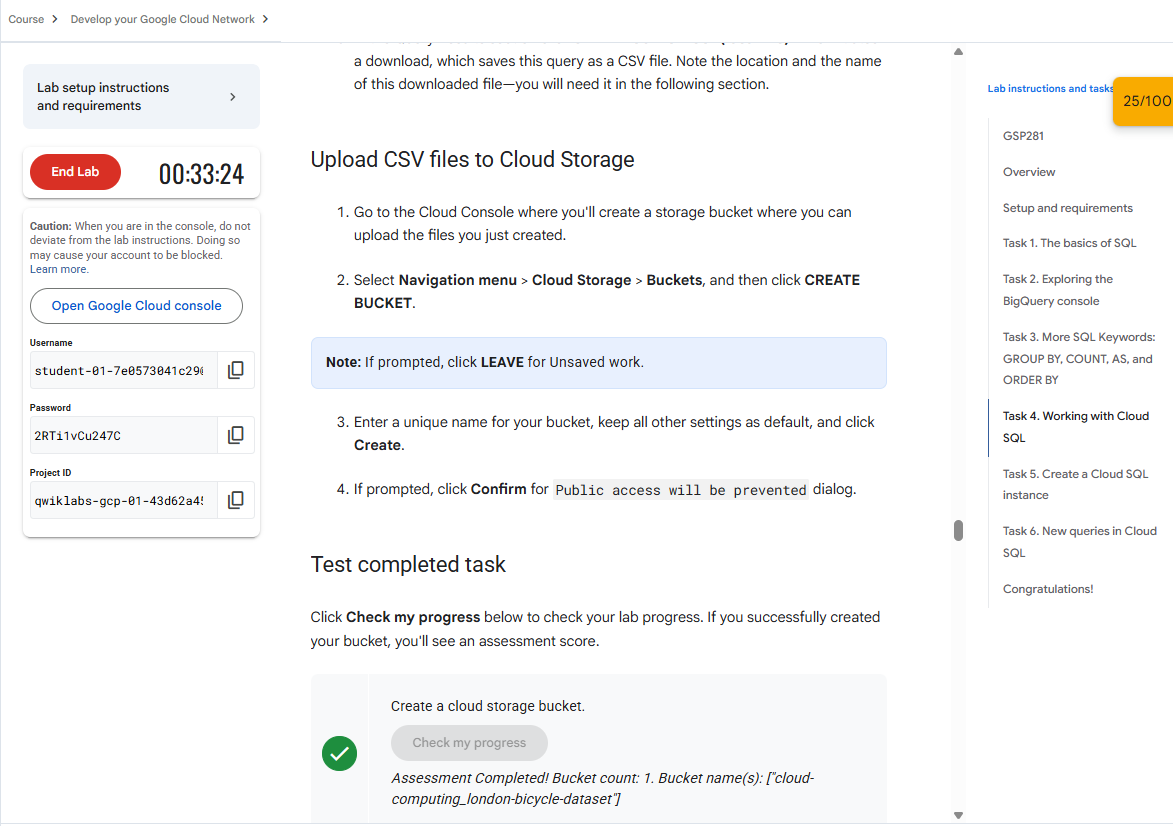 Course > Develop your Google Cloud Network >
Lab setup instructions
and requirements
End Lab
00:33:24
Caution: When you are in the console, do not
deviate from the lab instructions. Doing so
may cause your account to be blocked.
Learn more.
Open Google Cloud console
Username
student-01-7e0573041c290
Password
2RTi1vCu247C
Project ID
qwiklabs-gcp-01-43d62a45
a download, which saves this query as a CSV file. Note the location and the name
of this downloaded file—you will need it in the following section.
Upload CSV files to Cloud Storage
1. Go to the Cloud Console where you'll create a storage bucket where you can
upload the files you just created.
2. Select Navigation menu > Cloud Storage > Buckets, and then click CREATE
BUCKET.
Note: If prompted, click LEAVE for Unsaved work.
3. Enter a unique name for your bucket, keep all other settings as default, and click
Create.
4. If prompted, click Confirm for Public access will be prevented dialog.
Test completed task
Click Check my progress below to check your lab progress. If you successfully created
your bucket, you'll see an assessment score.
Create a cloud storage bucket.
Check my progress
Assessment Completed! Bucket count: 1. Bucket name(s): ["cloud-
computing_london-bicycle-dataset"]
Lab instructions and tasks
25/100
GSP281
Overview
Setup and requirements
Task 1. The basics of SQL
Task 2. Exploring the
BigQuery console
Task 3. More SQL Keywords:
GROUP BY, COUNT, AS, and
ORDER BY
Task 4. Working with Cloud
SQL
Task 5. Create a Cloud SQL
instance
Task 6. New queries in Cloud
SQL
Congratulations!